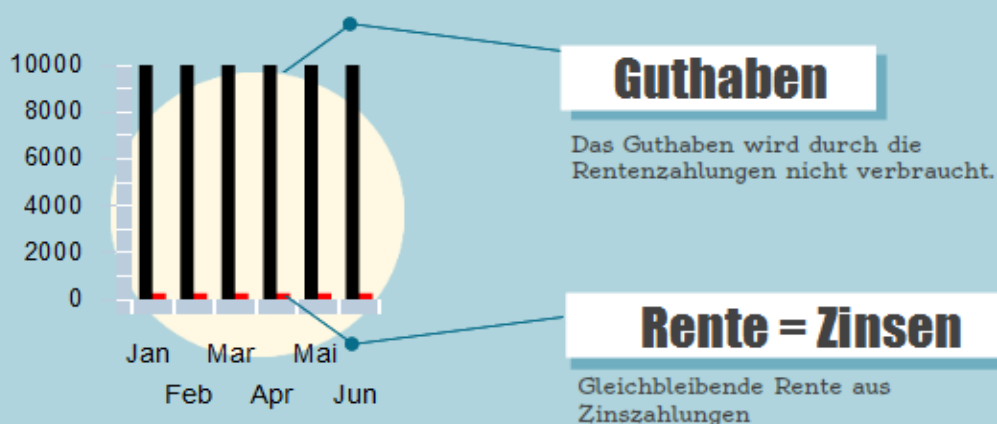 10000
8000
6000
4000
2000
0
Jan Mar Mai
Feb Apr Jun
Guthaben
Das Guthaben wird durch die
Rentenzahlungen nicht verbraucht.
Rente = Zinsen
Gleichbleibende Rente aus
Zinszahlungen